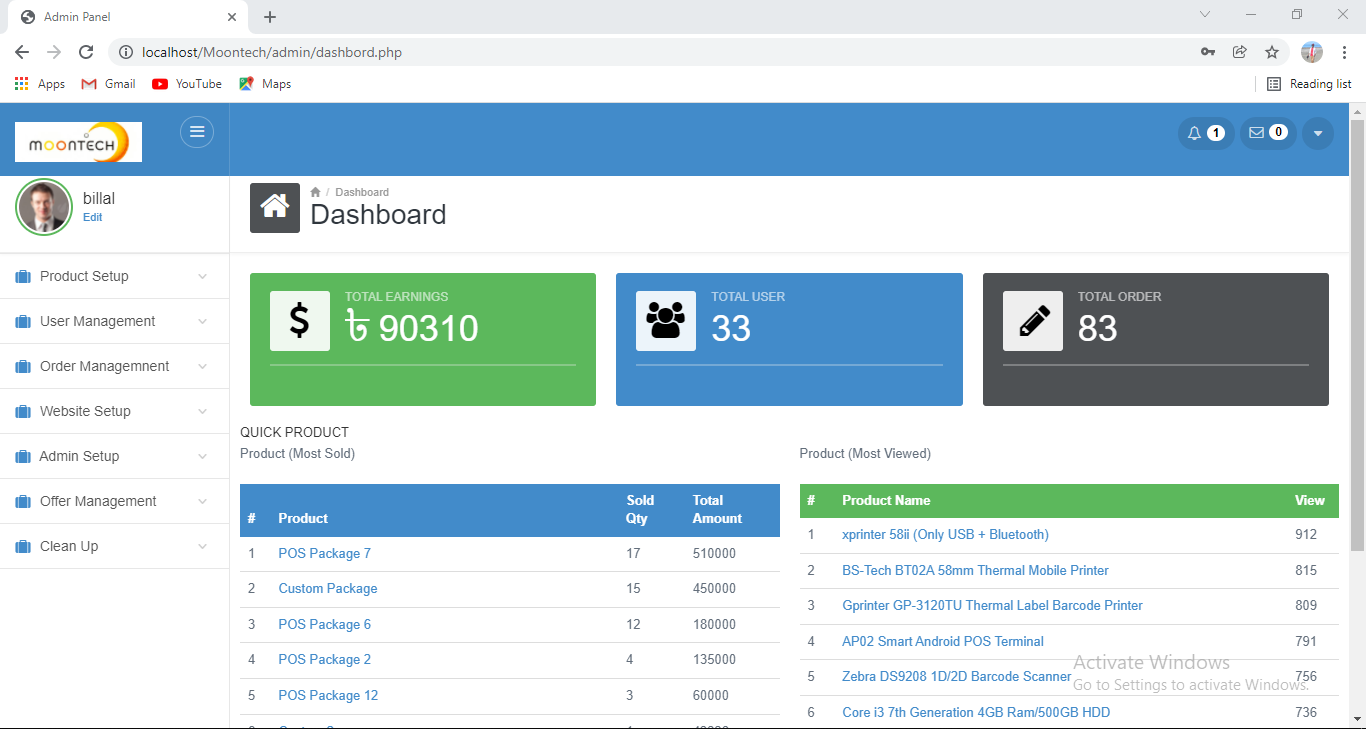 Admin Panel
localhost/Moontech/admin/dashbord.php
Apps Gmail YouTube Maps Reading list
MOONTECH
1 0
billal
Edit
/ Dashboard
Dashboard
Product Setup
User Management
Order Managemnent
Website Setup
Admin Setup
Offer Management
Clean Up
TOTAL EARNINGS
৳ 90310
TOTAL USER
33
TOTAL ORDER
83
QUICK PRODUCT
Product (Most Sold)
# Product Sold Qty Total Amount
1 POS Package 7 17 510000
2 Custom Package 15 450000
3 POS Package 6 12 180000
4 POS Package 2 4 135000
5 POS Package 12 3 60000
Product (Most Viewed)
# Product Name View
1 xprinter 58ii (Only USB + Bluetooth) 912
2 BS-Tech BT02A 58mm Thermal Mobile Printer 815
3 Gprinter GP-3120TU Thermal Label Barcode Printer 809
4 AP02 Smart Android POS Terminal 791
5 Zebra DS9208 1D/2D Barcode Scanner 756
6 Core i3 7th Generation 4GB Ram/500GB HDD 736
Activate Windows
Go to Settings to activate Windows.